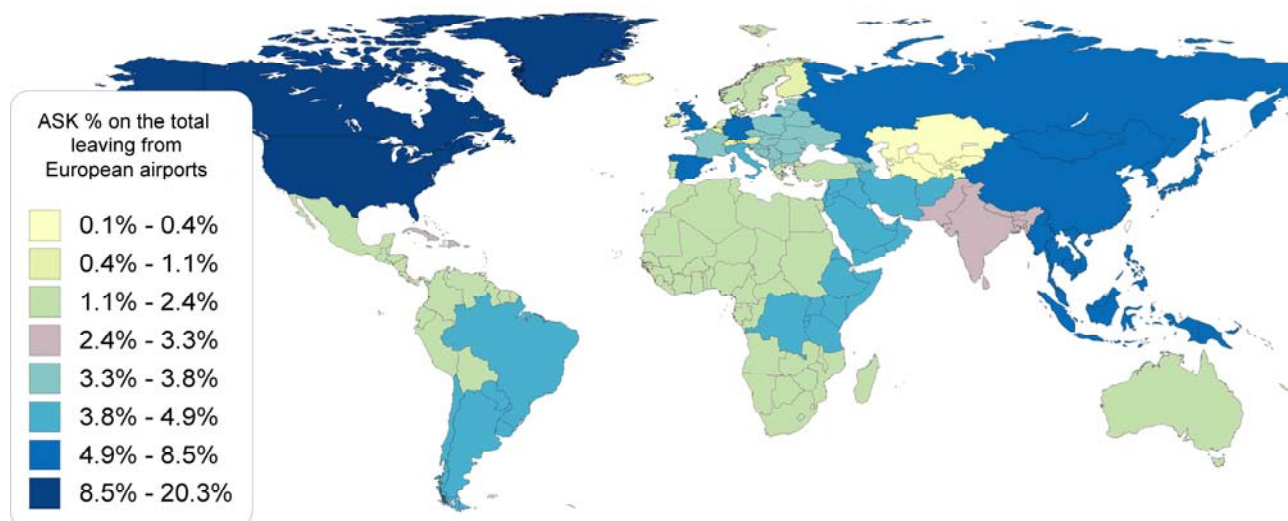 ASK % on the total
leaving from
European airports
0.1% - 0.4%
0.4% - 1.1%
1.1% - 2.4%
2.4% - 3.3%
3.3% - 3.8%
3.8% - 4.9%
4.9% - 8.5%
8.5% - 20.3%